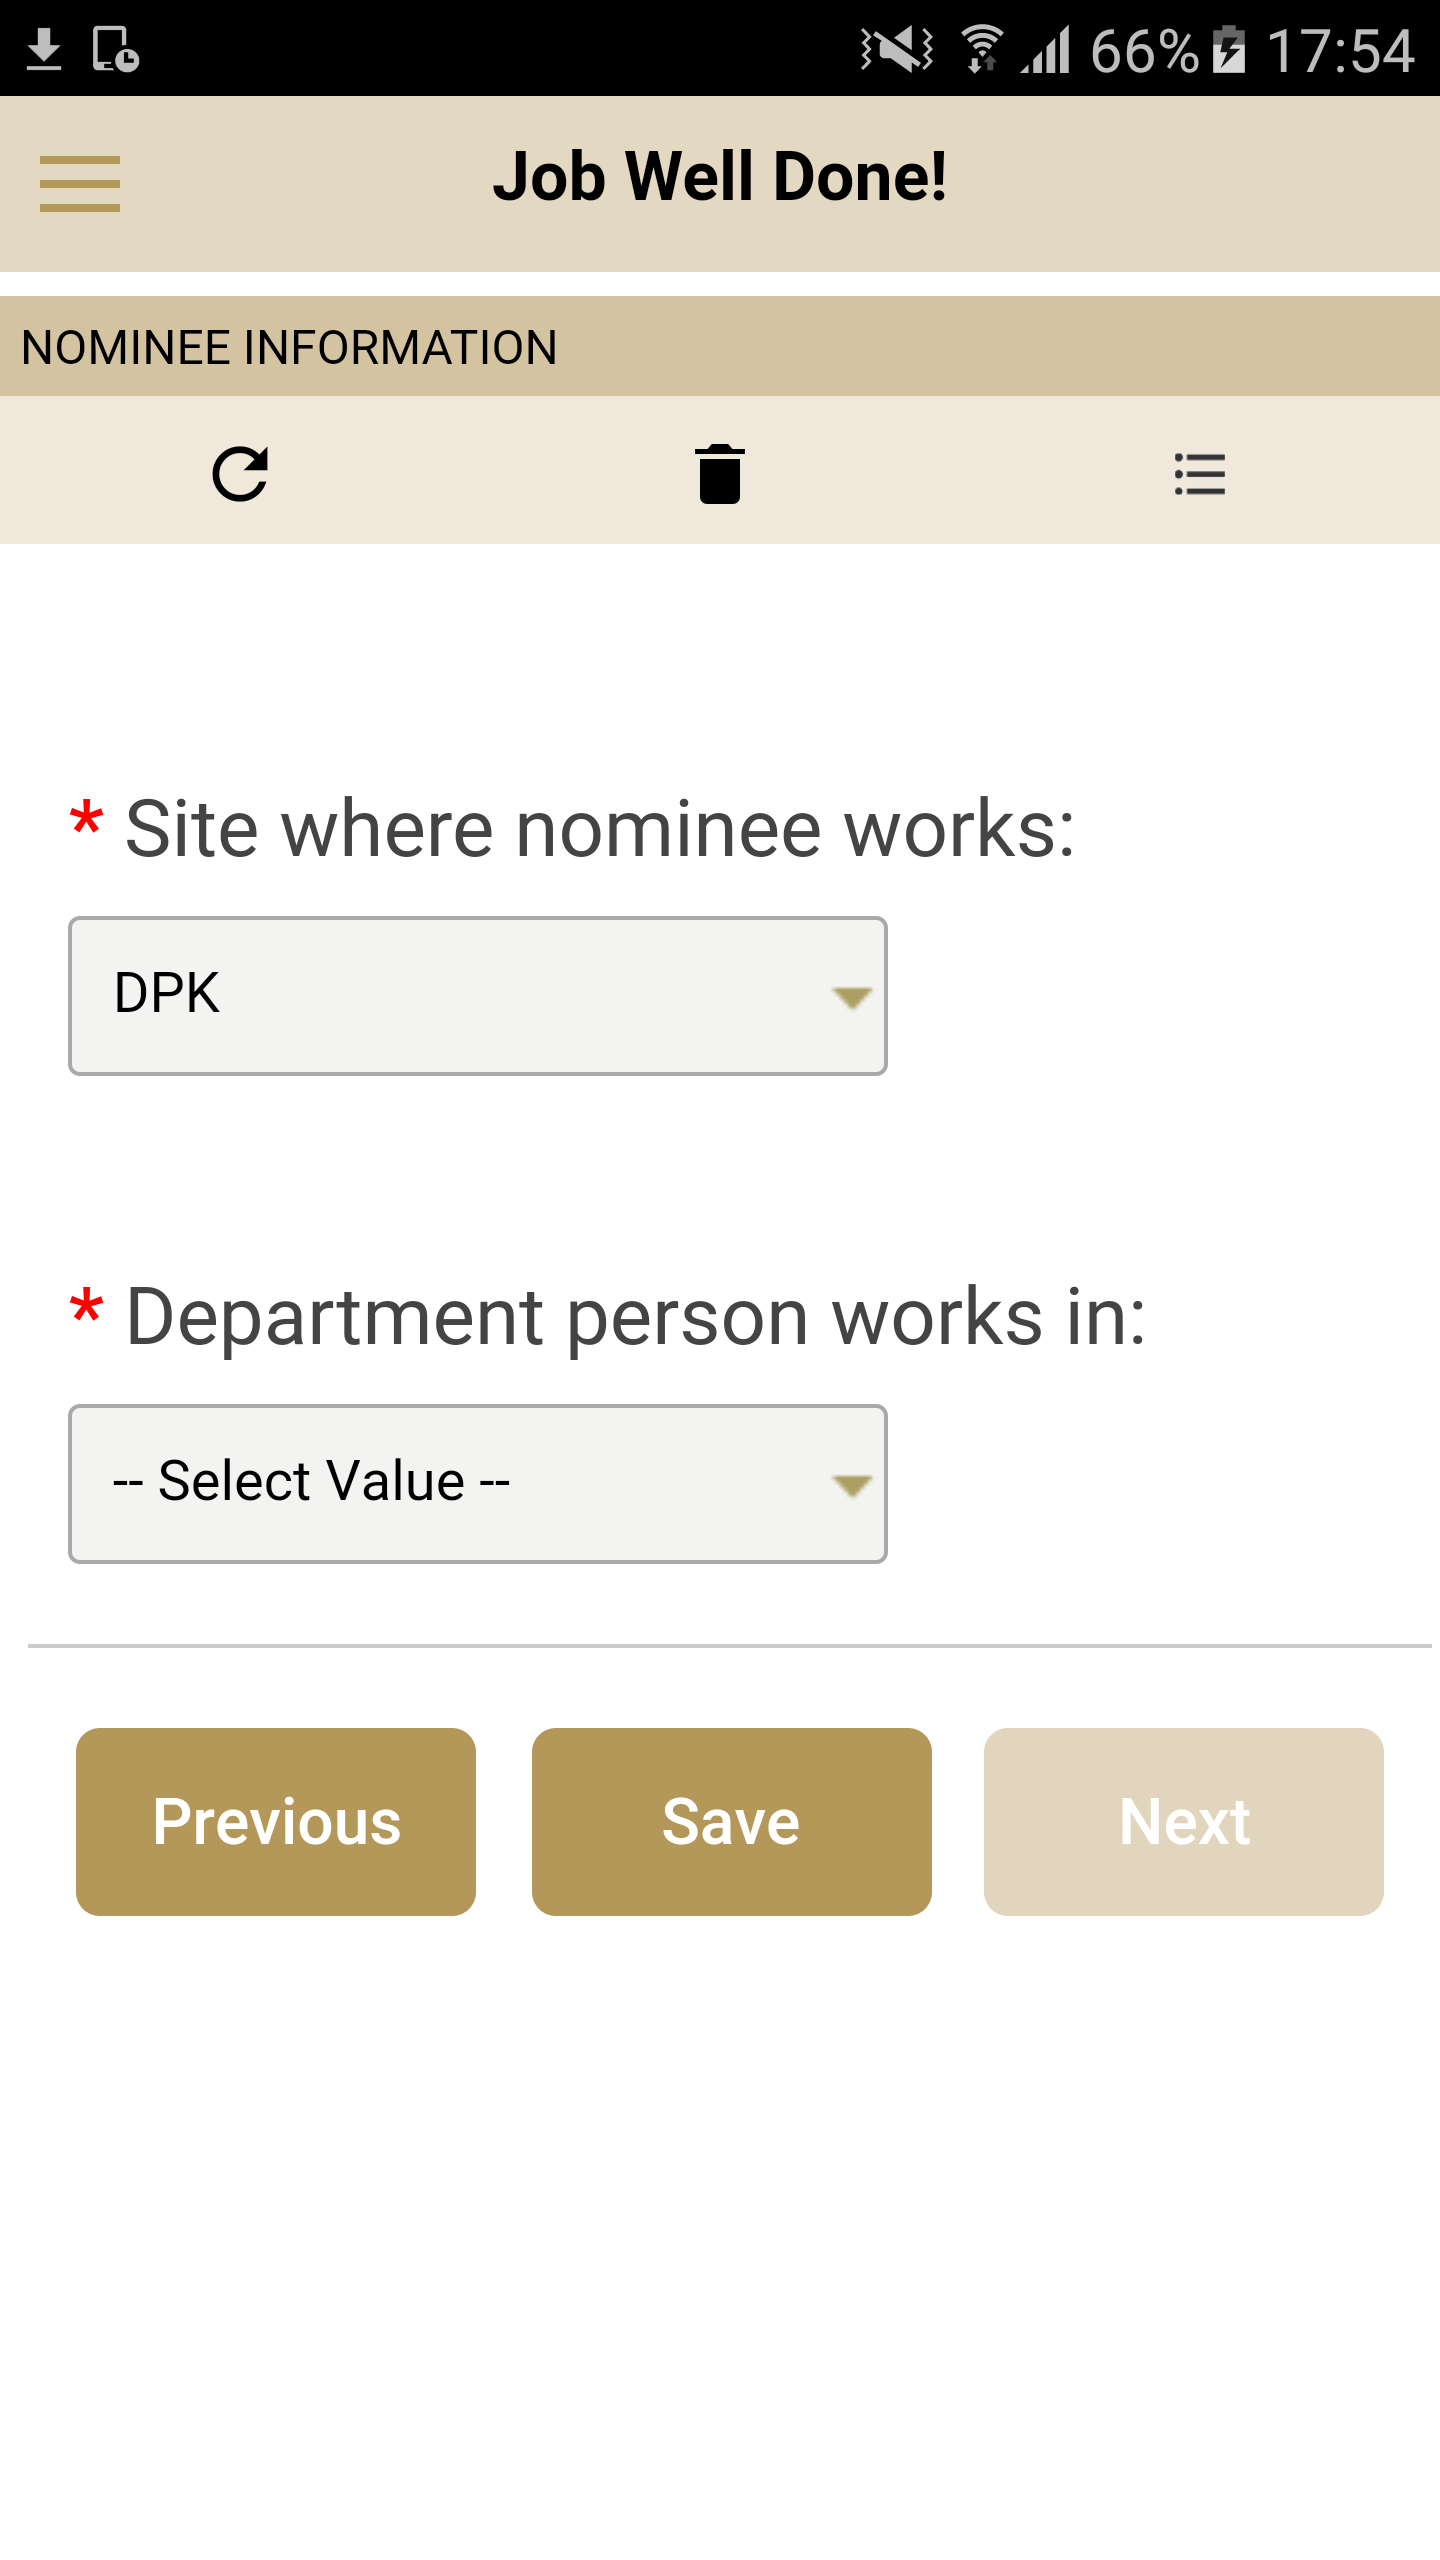 66% 17:54
Job Well Done!
NOMINEE INFORMATION
* Site where nominee works:
DPK
* Department person works in:
-- Select Value --
Previous Save Next